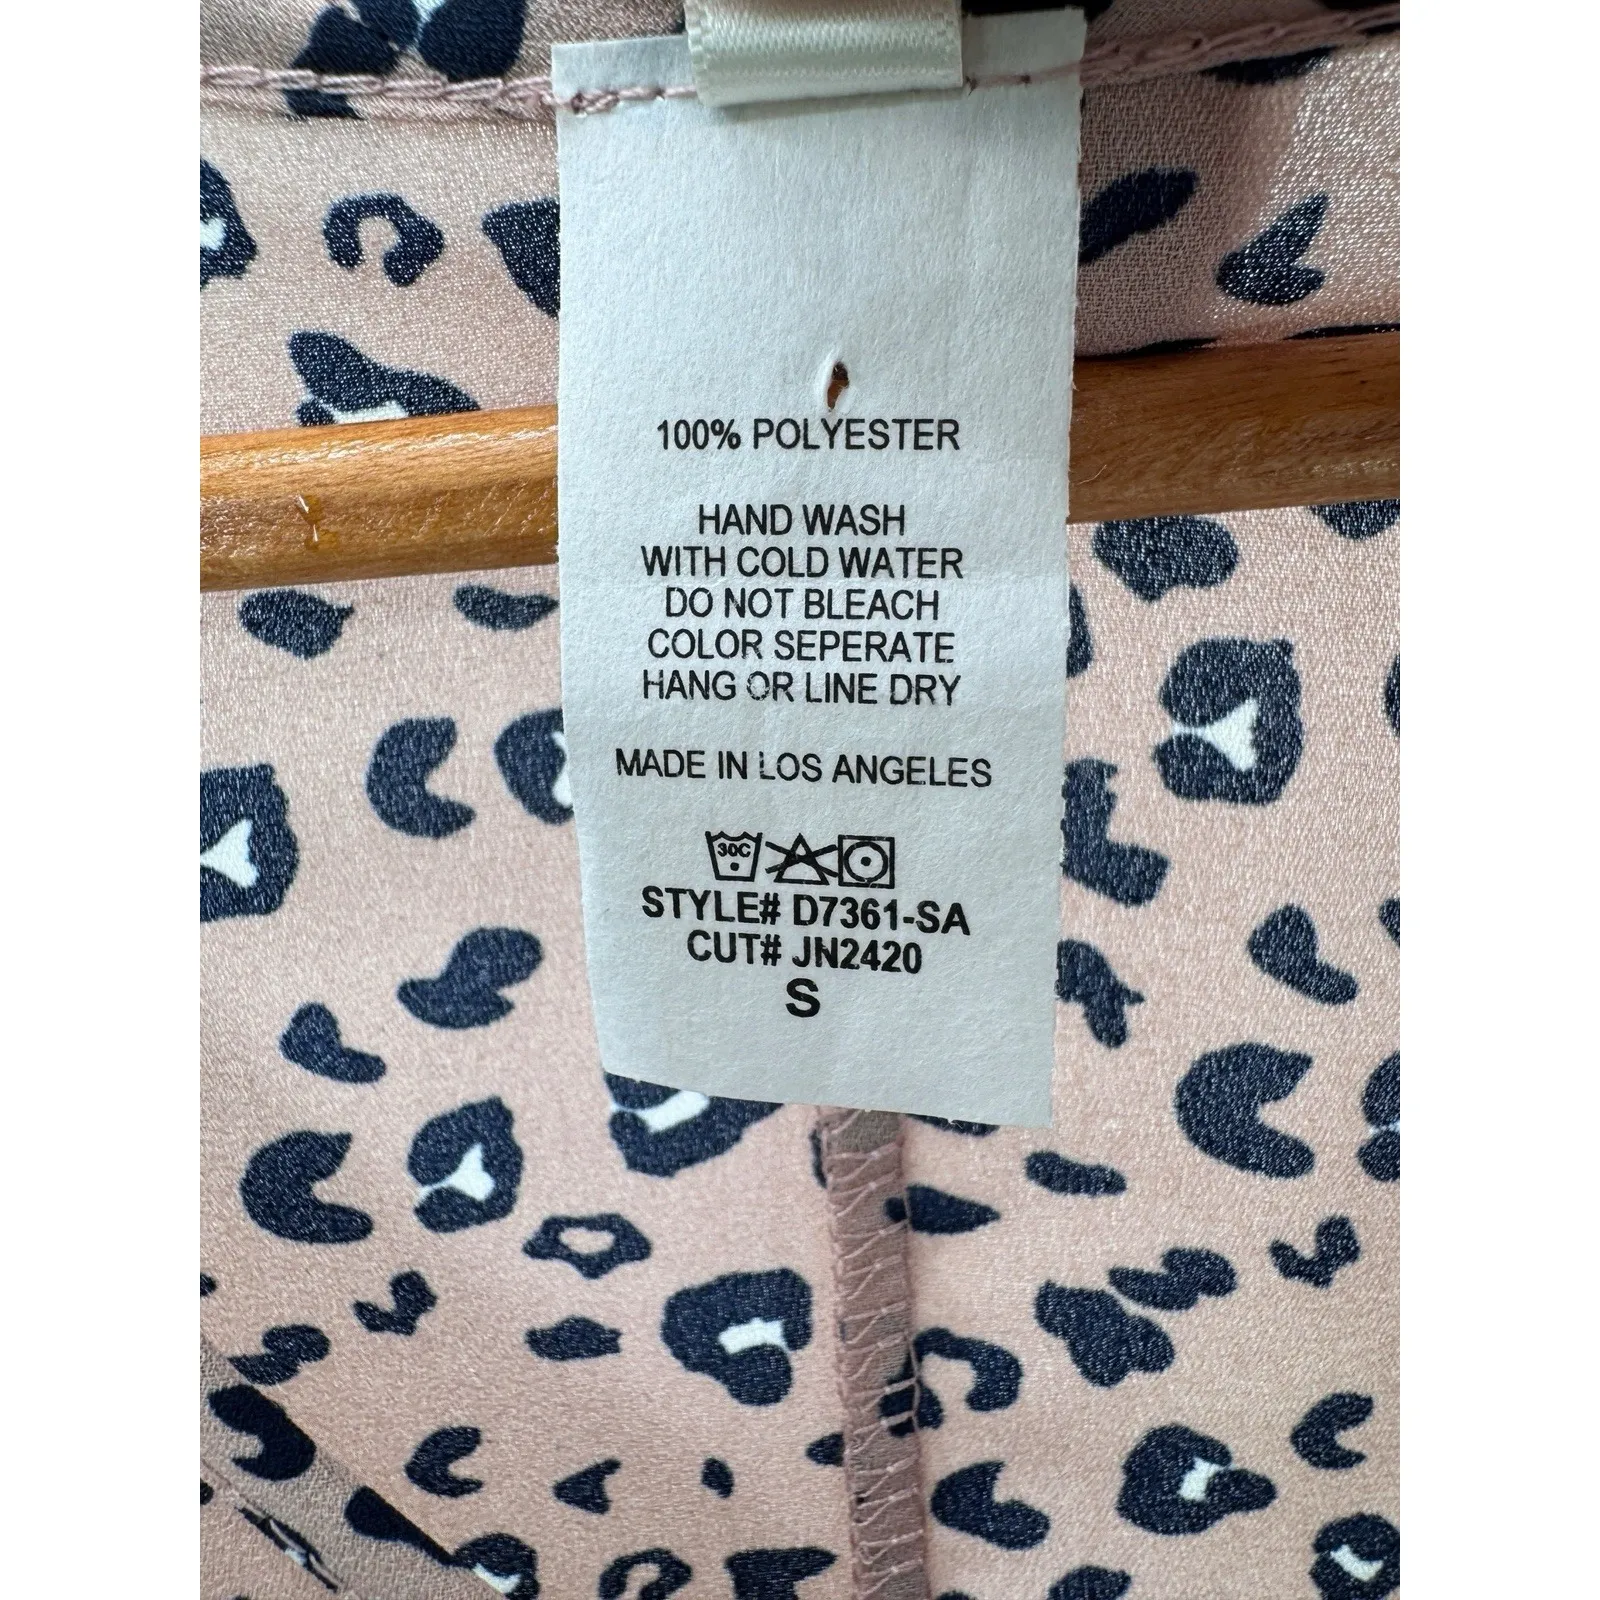 100% POLYESTER
HAND WASH
WITH COLD WATER
DO NOT BLEACH
COLOR SEPERATE
HANG OR LINE DRY
MADE IN LOS ANGELES
30C
STYLE# D7361-SA
CUT# JN2420
S